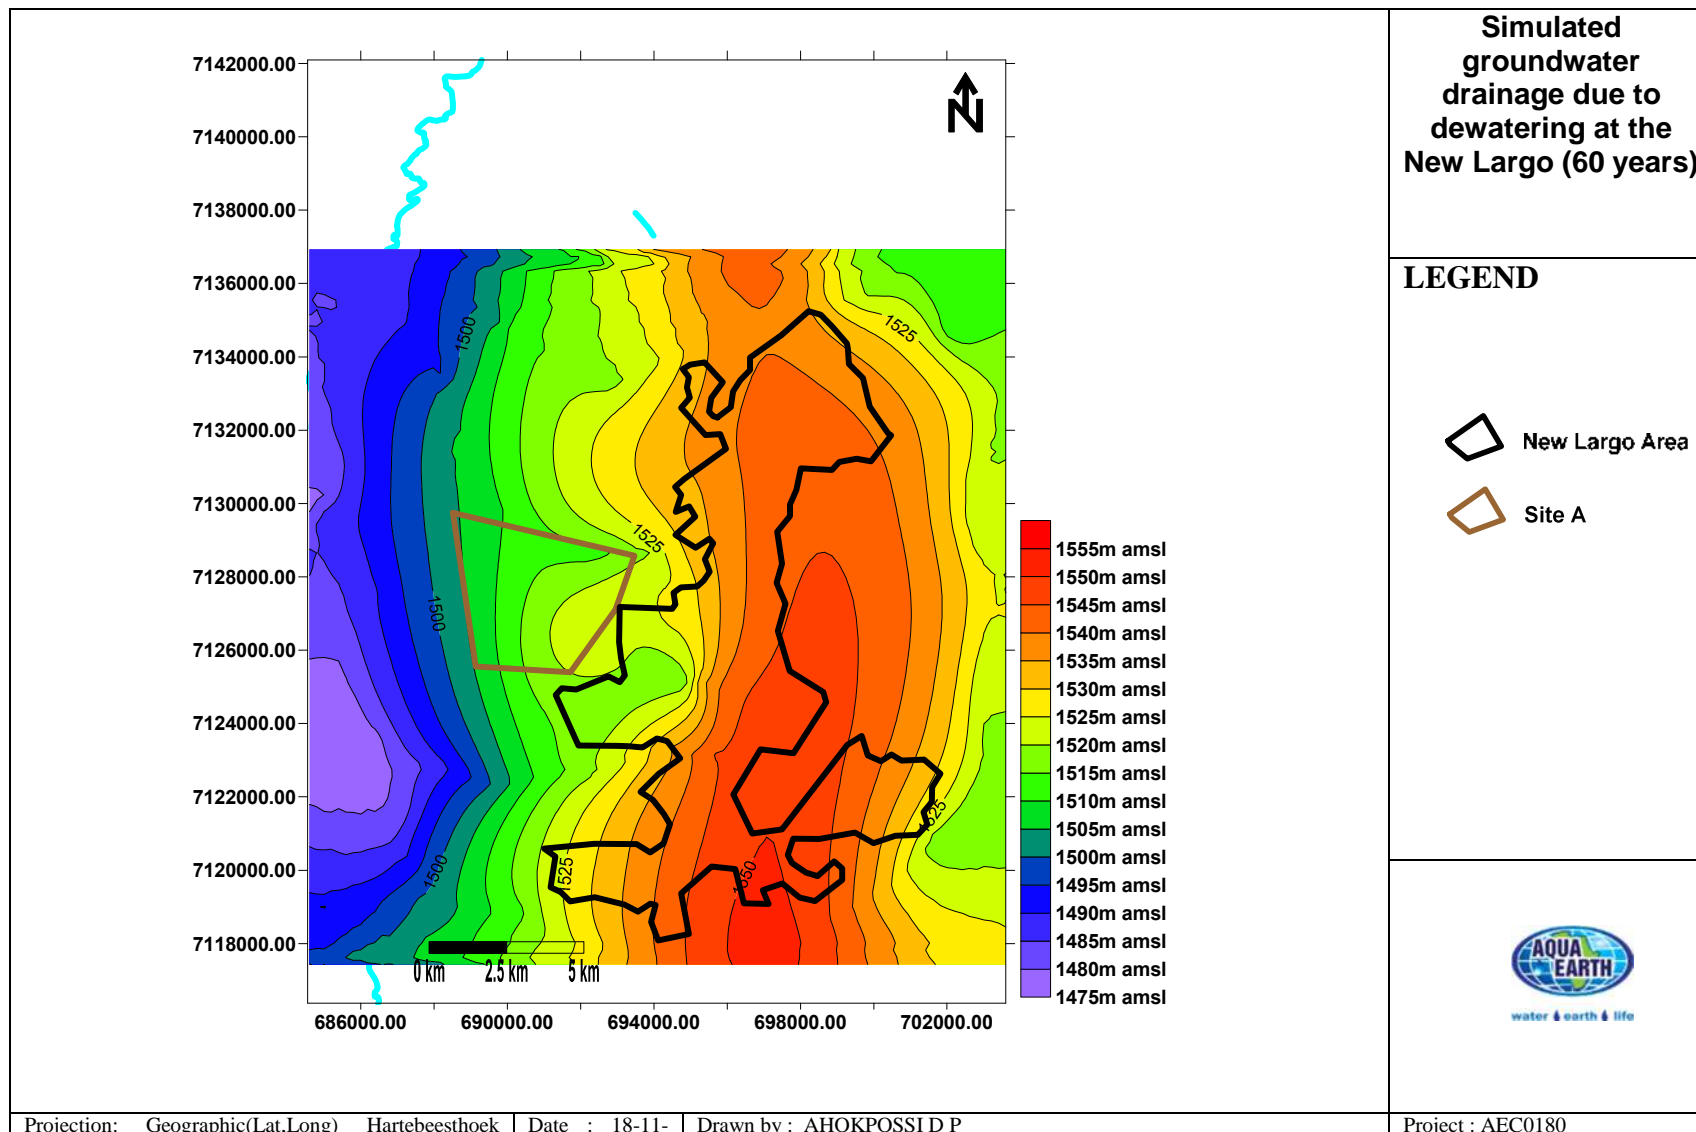 Simulated
groundwater
drainage due to
dewatering at the
New Largo (60 years)
LEGEND
New Largo Area
Site A
7142000.00
7140000.00
7138000.00
7136000.00
7134000.00
7132000.00
7130000.00
7128000.00
7126000.00
7124000.00
7122000.00
7120000.00
7118000.00
N
1500
1525
1525
1500
1525
1500
1525
1550
0 km 2.5 km 5 km
686000.00 690000.00 694000.00 698000.00 702000.00
1555m amsl
1550m amsl
1545m amsl
1540m amsl
1535m amsl
1530m amsl
1525m amsl
1520m amsl
1515m amsl
1510m amsl
1505m amsl
1500m amsl
1495m amsl
1490m amsl
1485m amsl
1480m amsl
1475m amsl
AQUA
EARTH
water earth life
Projection: Geographic(Lat,Long) Hartebeesthoek Date : 18-11- Drawn by : AHOKPOSSI D P Project : AEC0180